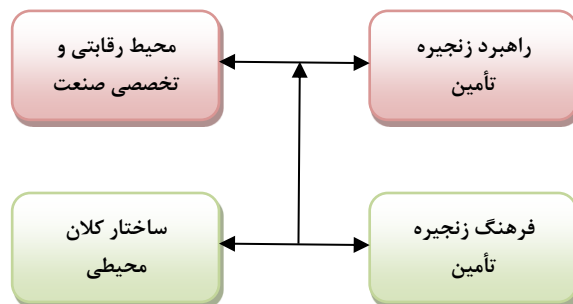 راهبرد زنجیره
تأمین
محیط رقابتی و
تخصصی صنعت
فرهنگ زنجیره
تأمین
ساختار کلان
محیطی